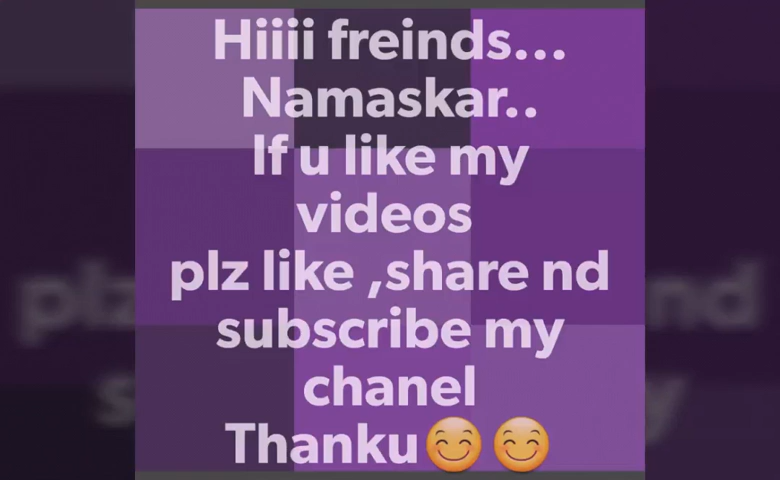 Hiiii freinds...
Namaskar..
If u like my
videos
plz like ,share nd
subscribe my
chanel
Thanku😊😊